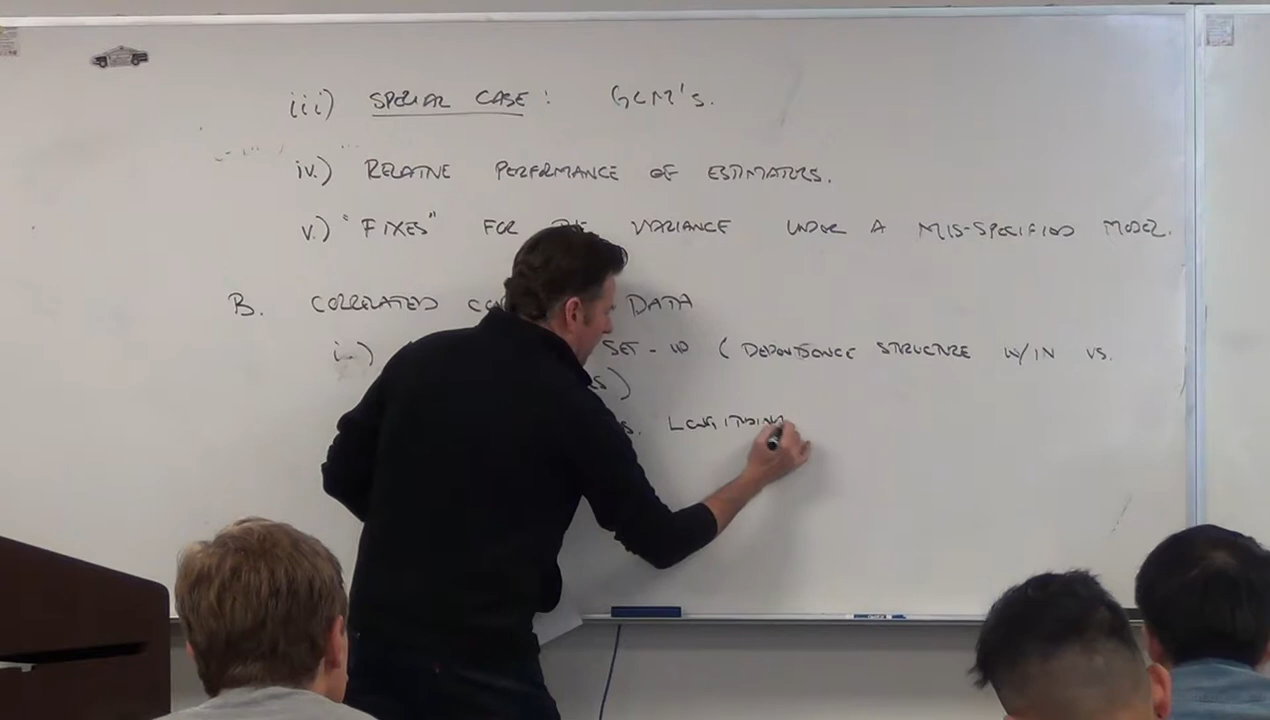 iii) SPECIAL CASE: GLM'S.
iv.) RELATIVE PERFORMANCE OF ESTIMATORS.
v.) "FIXES" FOR THE VARIANCE UNDER A MIS-SPECIFIED MODEL.
B. CORRELATED DATA
i.) SET-UP (DEPENDENCE STRUCTURE W/IN VS.
)
LONGITUDIN